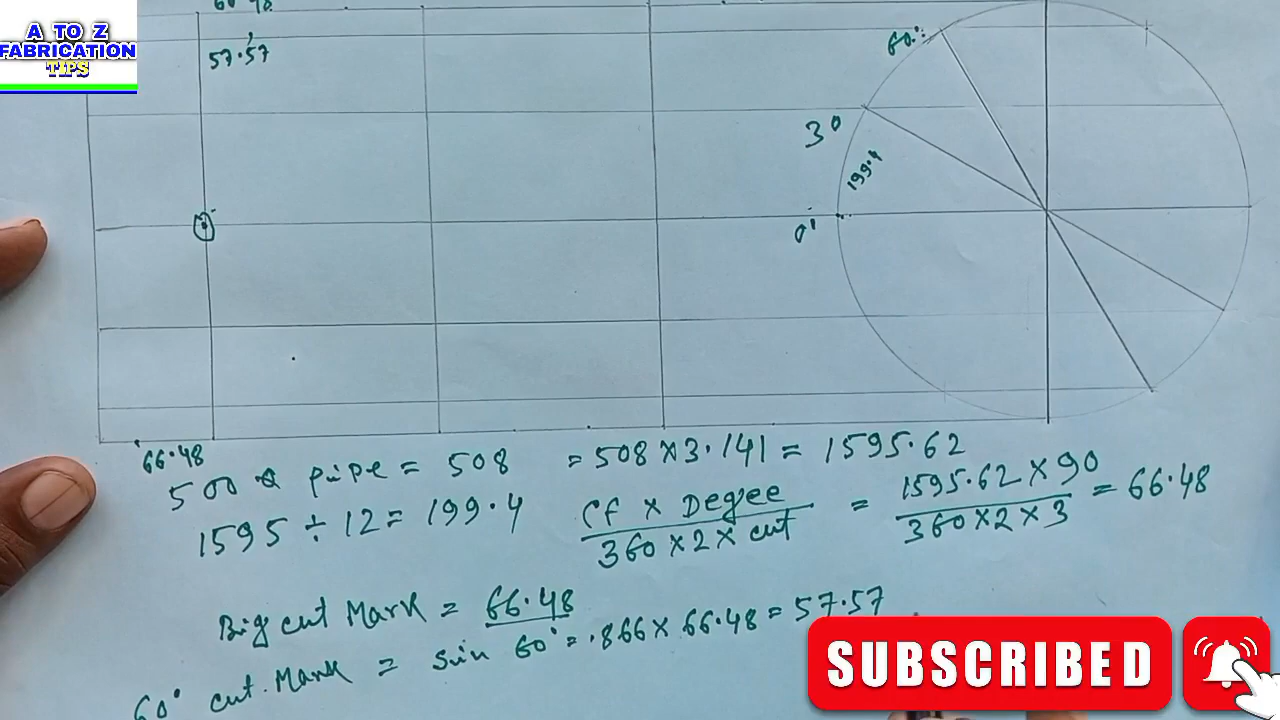 A TO Z
FABRICATION
TIPS
57.57
60°
30
199.4
0°
66.48
500 Ø pipe = 508 = 508 × 3.141 = 1595.62
1595 ÷ 12 = 199.4
Cf × Degee
360 × 2 × cut
= 1595.62 × 90
360 × 2 × 3
= 66.48
Big cut Mark = 66.48
60° cut. Mark = Sin 60° = .866 × 66.48 = 57.57
SUBSCRIBED